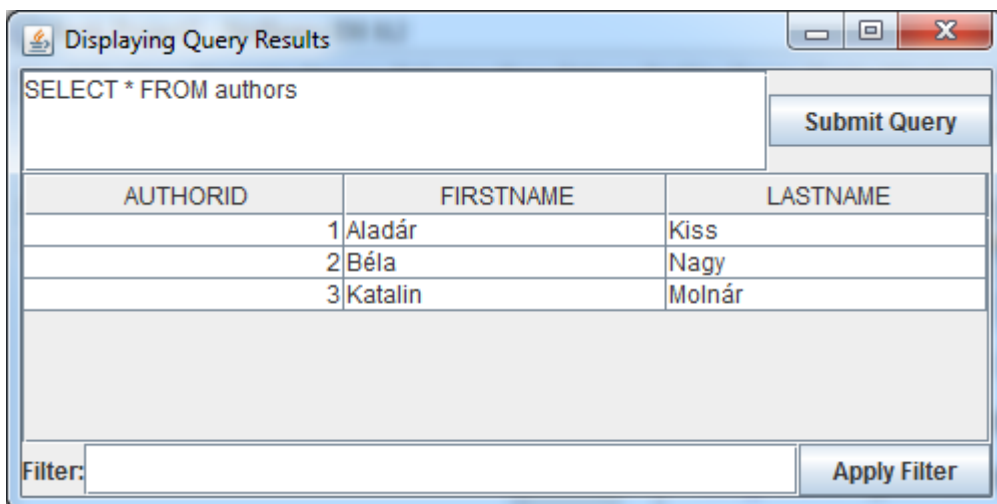 Displaying Query Results
SELECT * FROM authors
Submit Query
AUTHORID FIRSTNAME LASTNAME
1 Aladár Kiss
2 Béla Nagy
3 Katalin Molnár
Filter: Apply Filter